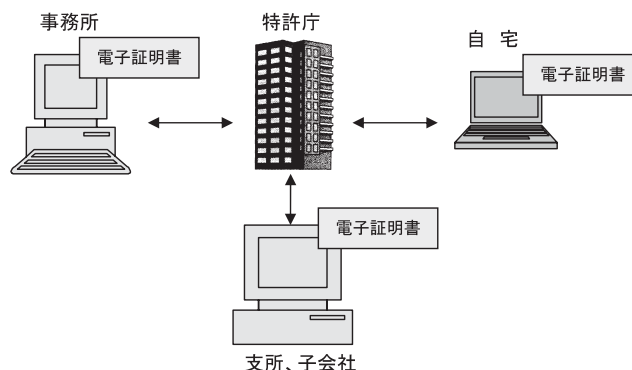 事務所
特許庁
自 宅
電子証明書
電子証明書
電子証明書
支所、子会社